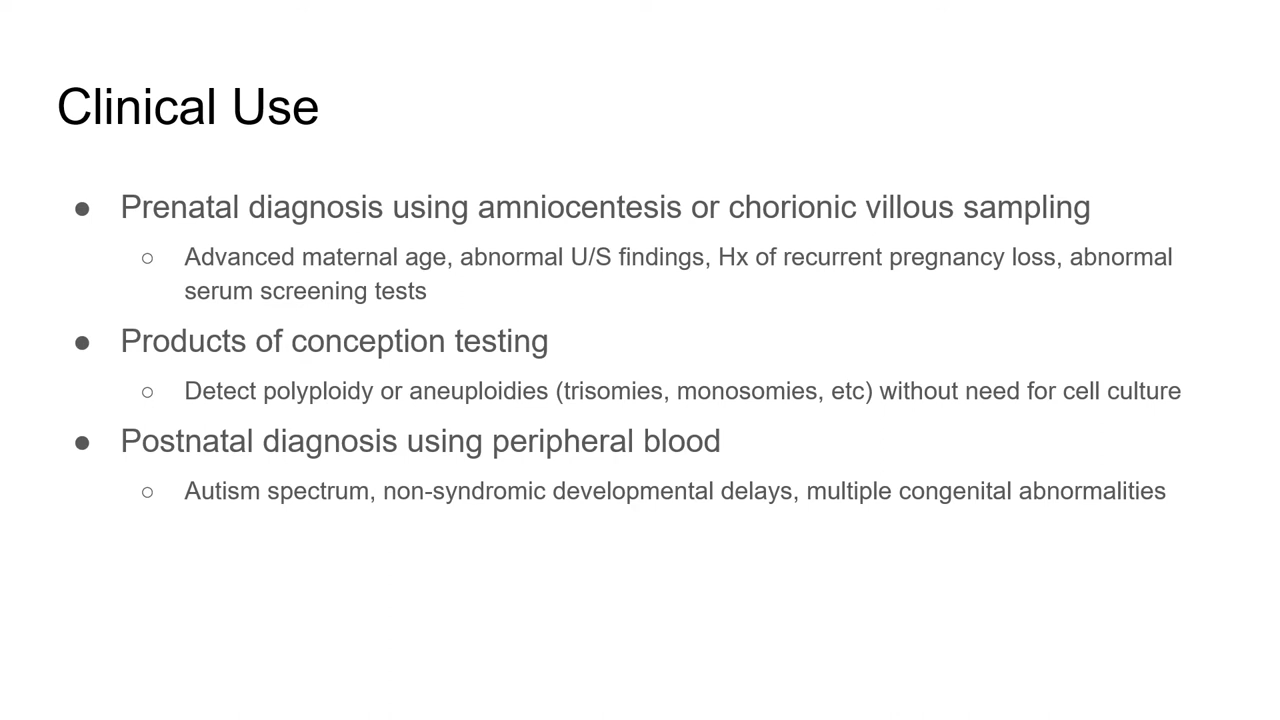 Clinical Use
● Prenatal diagnosis using amniocentesis or chorionic villous sampling
○ Advanced maternal age, abnormal U/S findings, Hx of recurrent pregnancy loss, abnormal
serum screening tests
● Products of conception testing
○ Detect polyploidy or aneuploidies (trisomies, monosomies, etc) without need for cell culture
● Postnatal diagnosis using peripheral blood
○ Autism spectrum, non-syndromic developmental delays, multiple congenital abnormalities